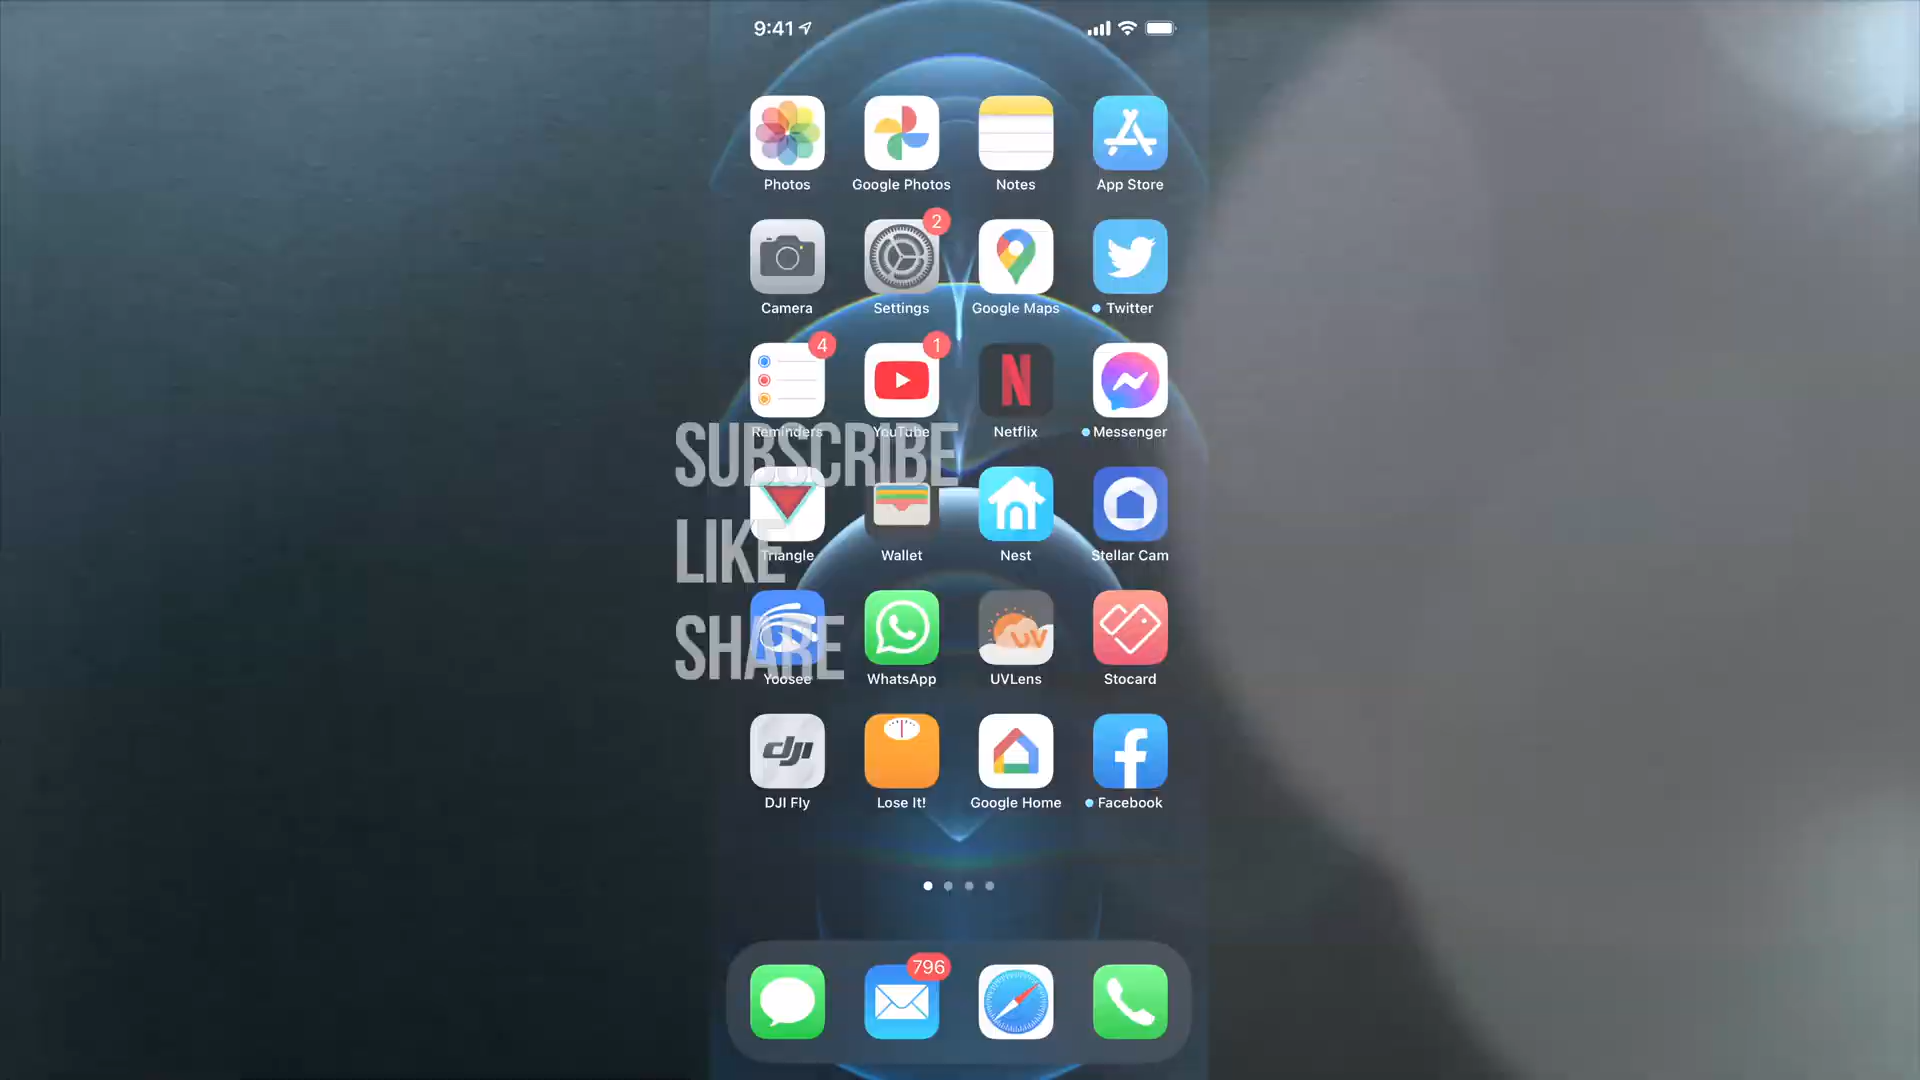 9:41
Photos Google Photos Notes App Store
2
Camera Settings Google Maps Twitter
4 1
N
Reminders YouTube Netflix Messenger
SUBSCRIBE
Triangle Wallet Nest Stellar Cam
LIKE
UV
SHARE
Yoosee WhatsApp UVLens Stocard
dji
DJI Fly Lose It! Google Home Facebook
796